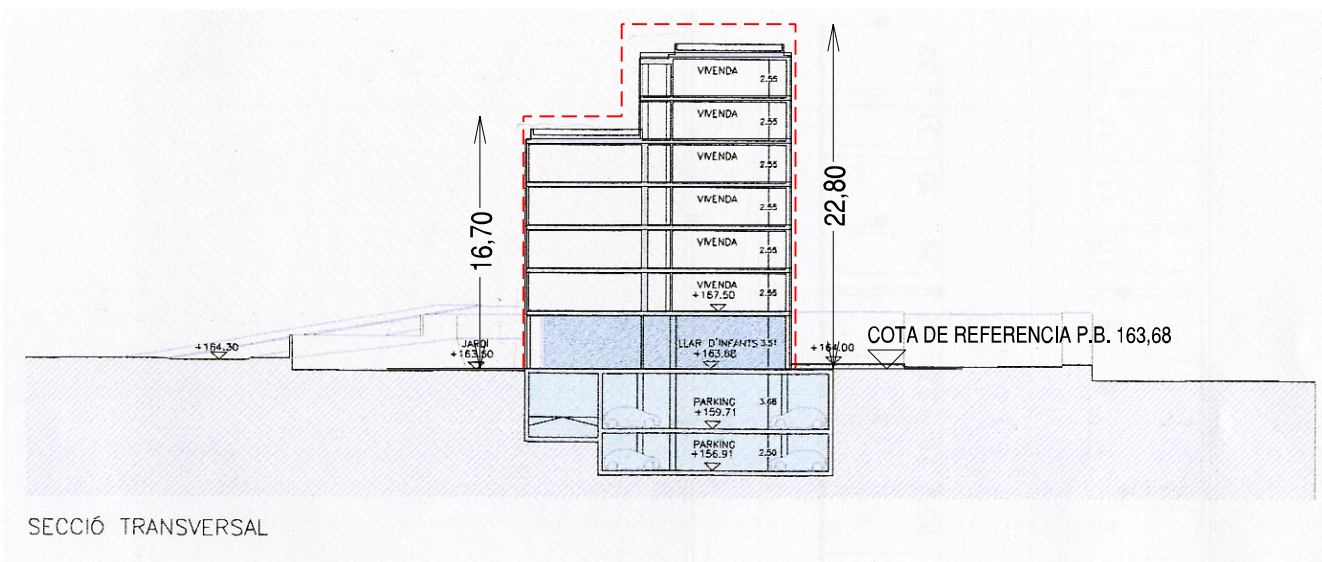 VIVENDA 2.55
VIVENDA 2.55
VIVENDA 2.55
VIVENDA 2.55
VIVENDA 2.55
VIVENDA 2.55
+167.50
16,70
22,80
+164.30
JARDÍ
+163.50
LLAR D'INFANTS 3.51
+163.68
+164.00
COTA DE REFERENCIA P.B. 163,68
PARKING
+159.71
PARKING 2.50
+156.91
SECCIÓ TRANSVERSAL